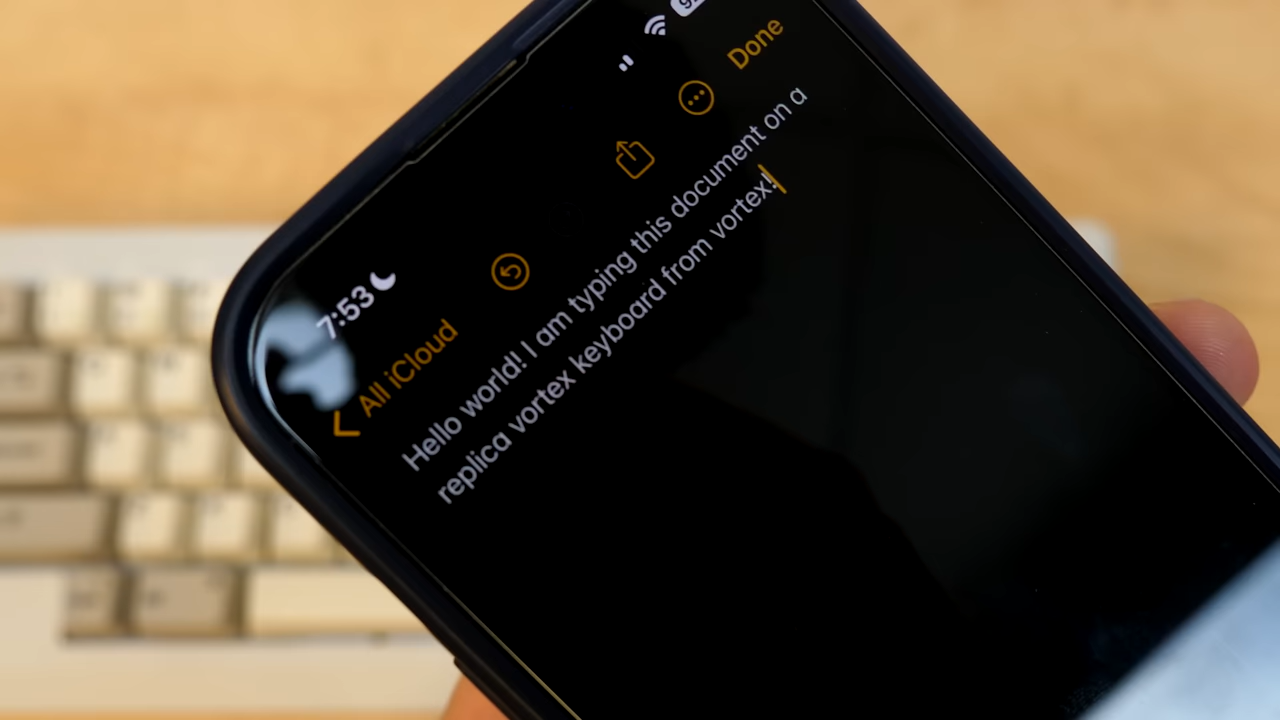 7:53
All iCloud
Done
Hello world! I am typing this document on a
replica vortex keyboard from vortex!